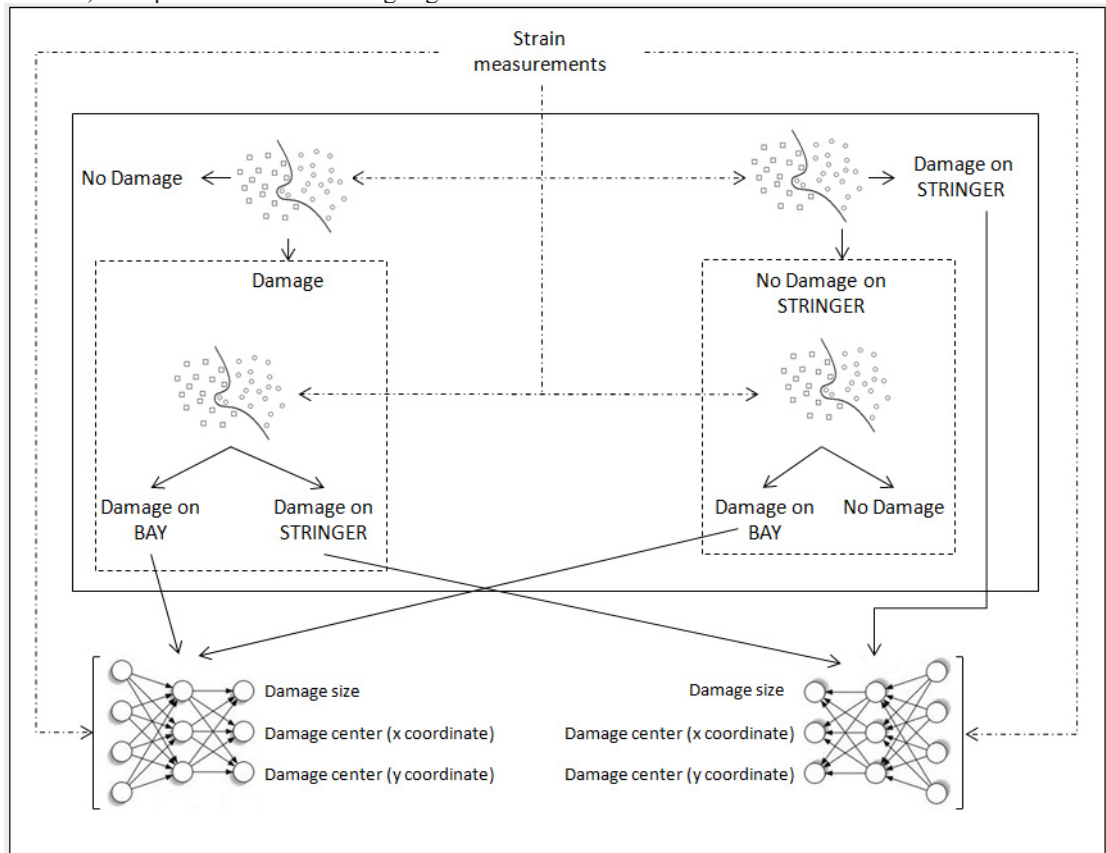 Strain
measurements
No Damage
Damage on
STRINGER
Damage
No Damage on
STRINGER
Damage on
BAY
Damage on
STRINGER
Damage on
BAY
No Damage
Damage size
Damage center (x coordinate)
Damage center (y coordinate)
Damage size
Damage center (x coordinate)
Damage center (y coordinate)